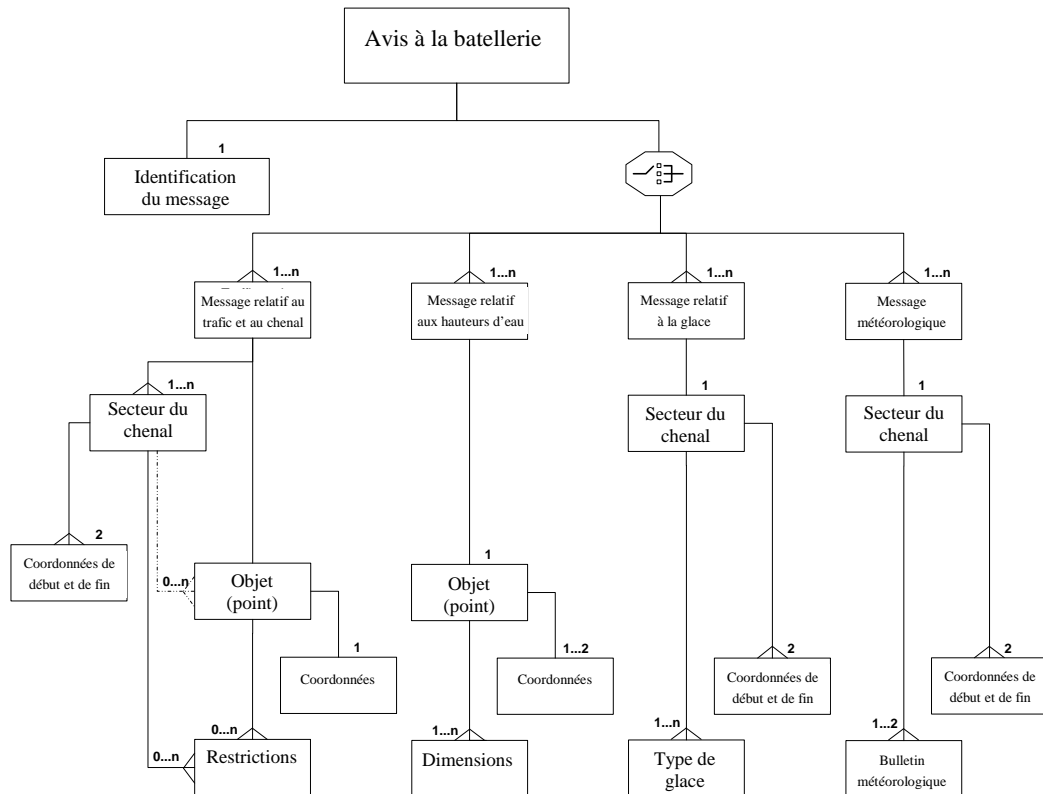 Avis à la batellerie
1
Identification
du message
1...n
1...n
1...n
1...n
Message relatif au
trafic et au chenal
Message relatif
aux hauteurs d’eau
Message relatif
à la glace
Message
météorologique
1...n
1
1
Secteur du
chenal
Secteur du
chenal
Secteur du
chenal
2
Coordonnées de
début et de fin
0...n
Objet
(point)
1
Objet
(point)
1
Coordonnées
1...2
Coordonnées
2
Coordonnées de
début et de fin
2
Coordonnées de
début et de fin
0...n
0...n
Restrictions
1...n
Dimensions
1...n
Type de
glace
1...2
Bulletin
météorologique